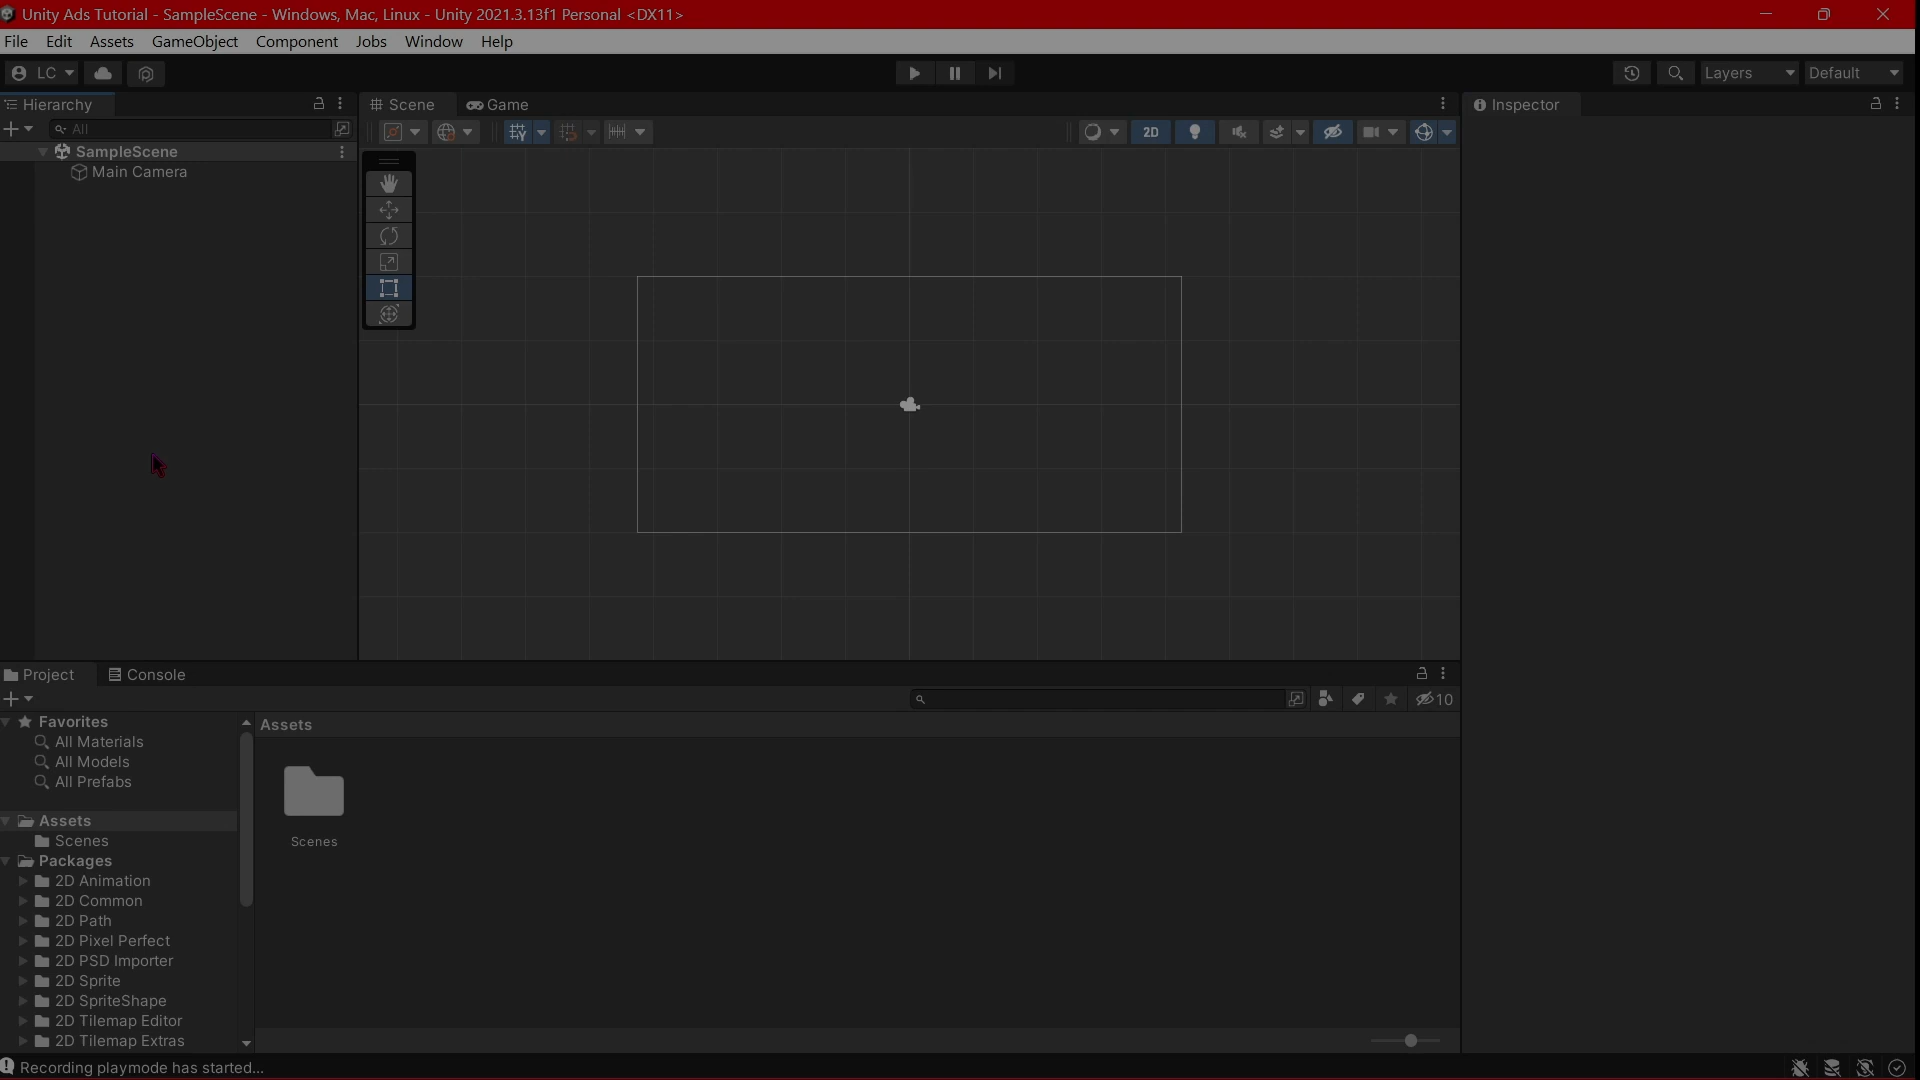 Unity Ads Tutorial - SampleScene - Windows, Mac, Linux - Unity 2021.3.13f1 Personal <DX11>
File Edit Assets GameObject Component Jobs Window Help
LC
Layers Default
Hierarchy
All
SampleScene
Main Camera
Scene Game
2D
Inspector
Project Console
10
Favorites
All Materials
All Models
All Prefabs
Assets
Scenes
Packages
2D Animation
2D Common
2D Path
2D Pixel Perfect
2D PSD Importer
2D Sprite
2D SpriteShape
2D Tilemap Editor
2D Tilemap Extras
Assets
Scenes
Recording playmode has started...